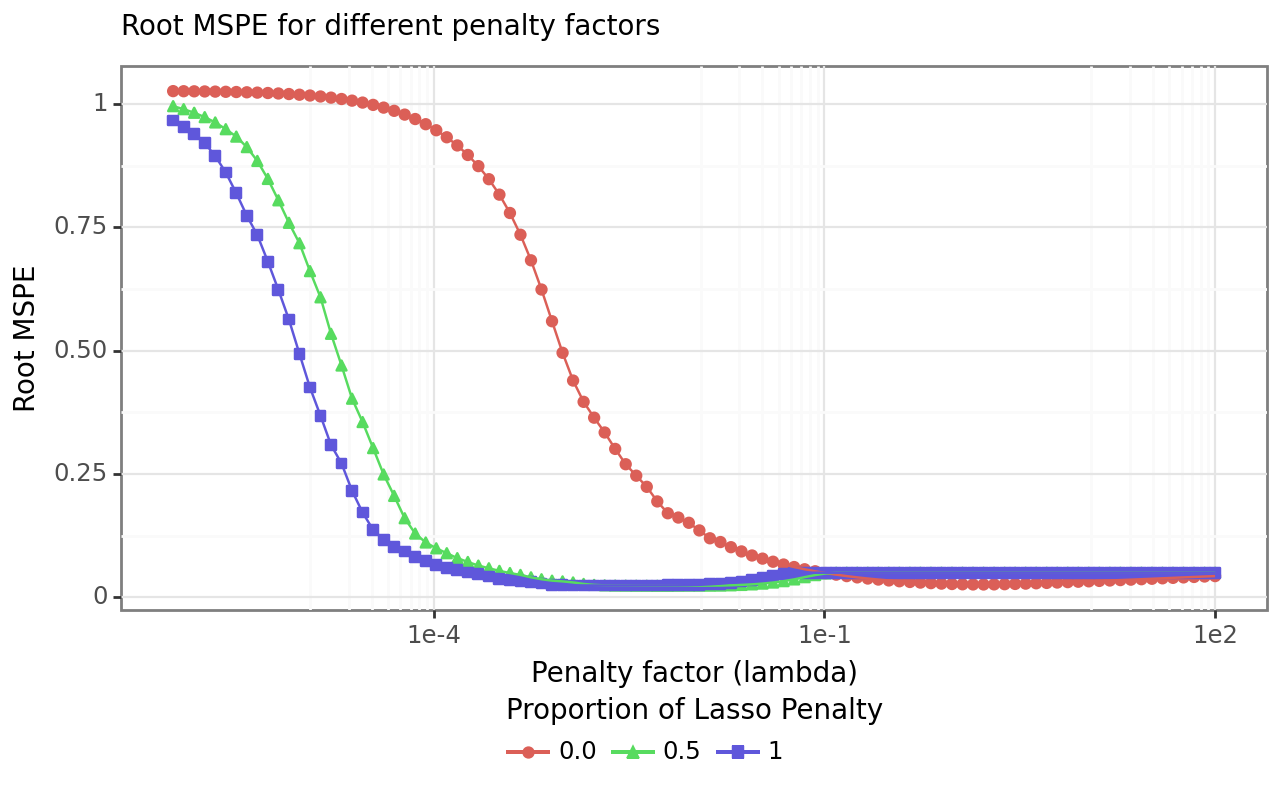 Root MSPE for different penalty factors
Root MSPE
1
0.75
0.50
0.25
0
1e-4
1e-1
1e2
Penalty factor (lambda)
Proportion of Lasso Penalty
0.0
0.5
1